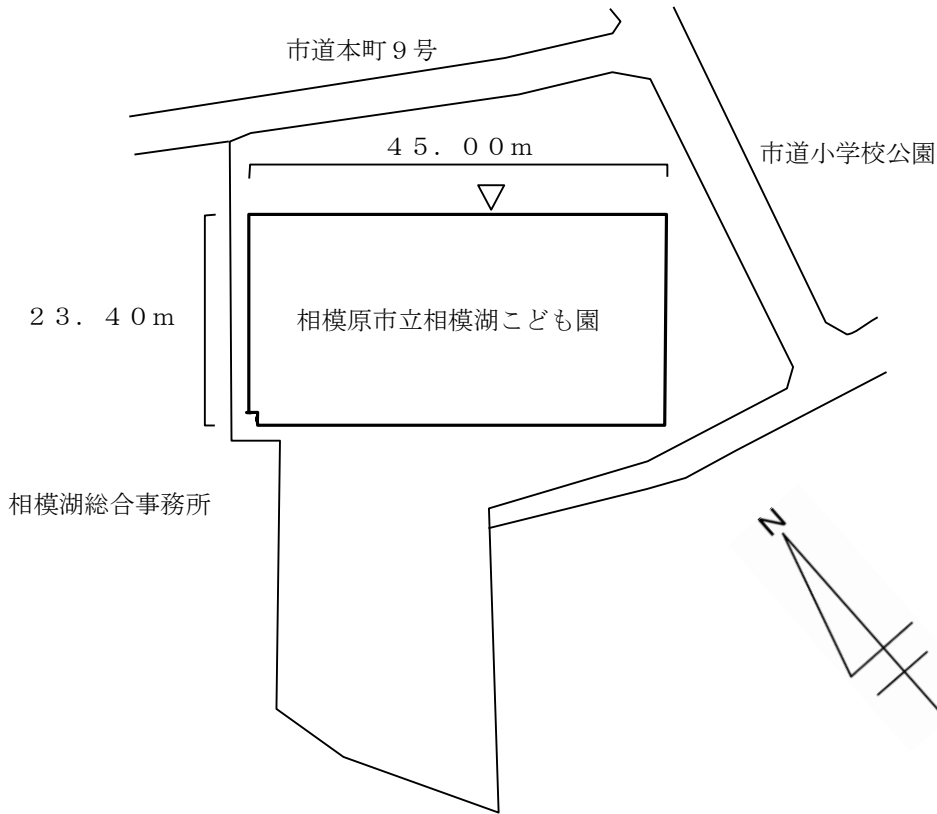 市道本町９号
４５．００ｍ
市道小学校公園
２３．４０ｍ
相模原市立相模湖こども園
相模湖総合事務所
N